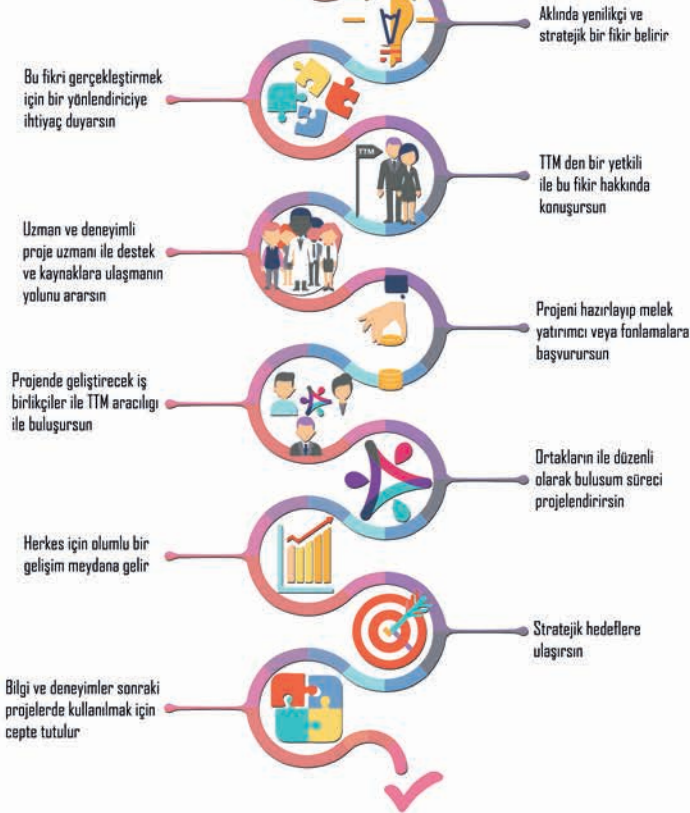 Aklında yenilikçi ve
stratejik bir fikir belirir
Bu fikri gerçekleştirmek
için bir yönlendiriciye
ihtiyaç duyarsın
TTM
TTM den bir yetkili
ile bu fikir hakkında
konuşursun
Uzman ve deneyimli
proje uzmanı ile destek
ve kaynaklara ulaşmanın
yolunu ararsın
Projeni hazırlayıp melek
yatırımcı veya fonlamalara
başvurursun
Projende geliştirecek iş
birlikçiler ile TTM aracılıgı
ile buluşursun
Ortakların ile düzenli
olarak bulusum süreci
projelendirirsin
Herkes için olumlu bir
gelişim meydana gelir
Stratejik hedeflere
ulaşırsın
Bilgi ve deneyimler sonraki
projelerde kullanılmak için
cepte tutulur